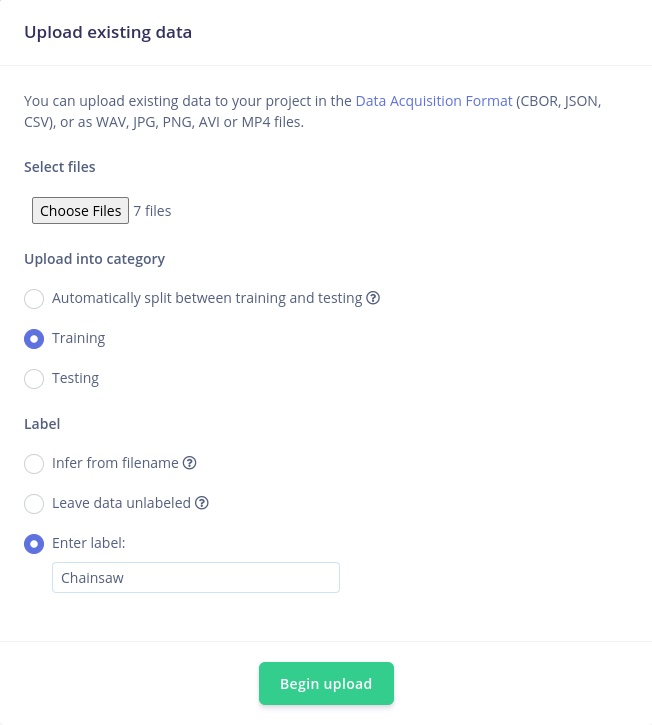 Upload existing data
You can upload existing data to your project in the Data Acquisition Format (CBOR, JSON,
CSV), or as WAV, JPG, PNG, AVI or MP4 files.
Select files
Choose Files 7 files
Upload into category
Automatically split between training and testing ?
Training
Testing
Label
Infer from filename ?
Leave data unlabeled ?
Enter label:
Chainsaw
Begin upload